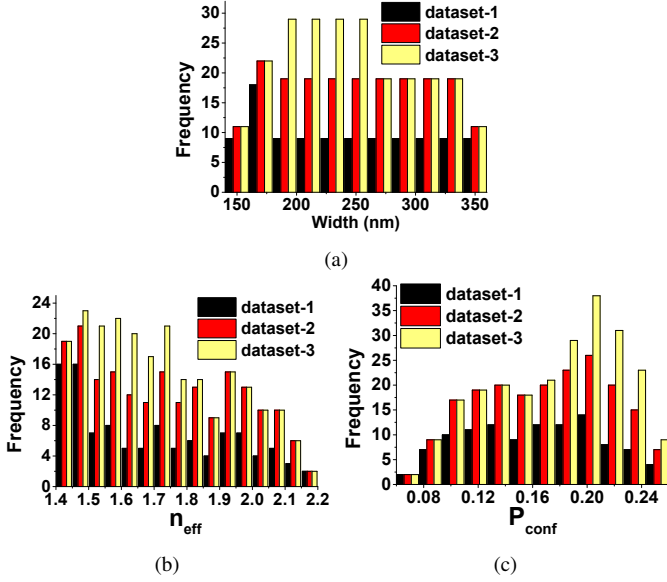 30
25
20
15
10
5
0
Frequency
dataset-1
dataset-2
dataset-3
150 200 250 300 350
Width (nm)
(a)
24
20
16
12
8
4
0
Frequency
dataset-1
dataset-2
dataset-3
1.4 1.5 1.6 1.7 1.8 1.9 2.0 2.1 2.2
n_eff
(b)
40
35
30
25
20
15
10
5
0
Frequency
dataset-1
dataset-2
dataset-3
0.08 0.12 0.16 0.20 0.24
P_conf
(c)